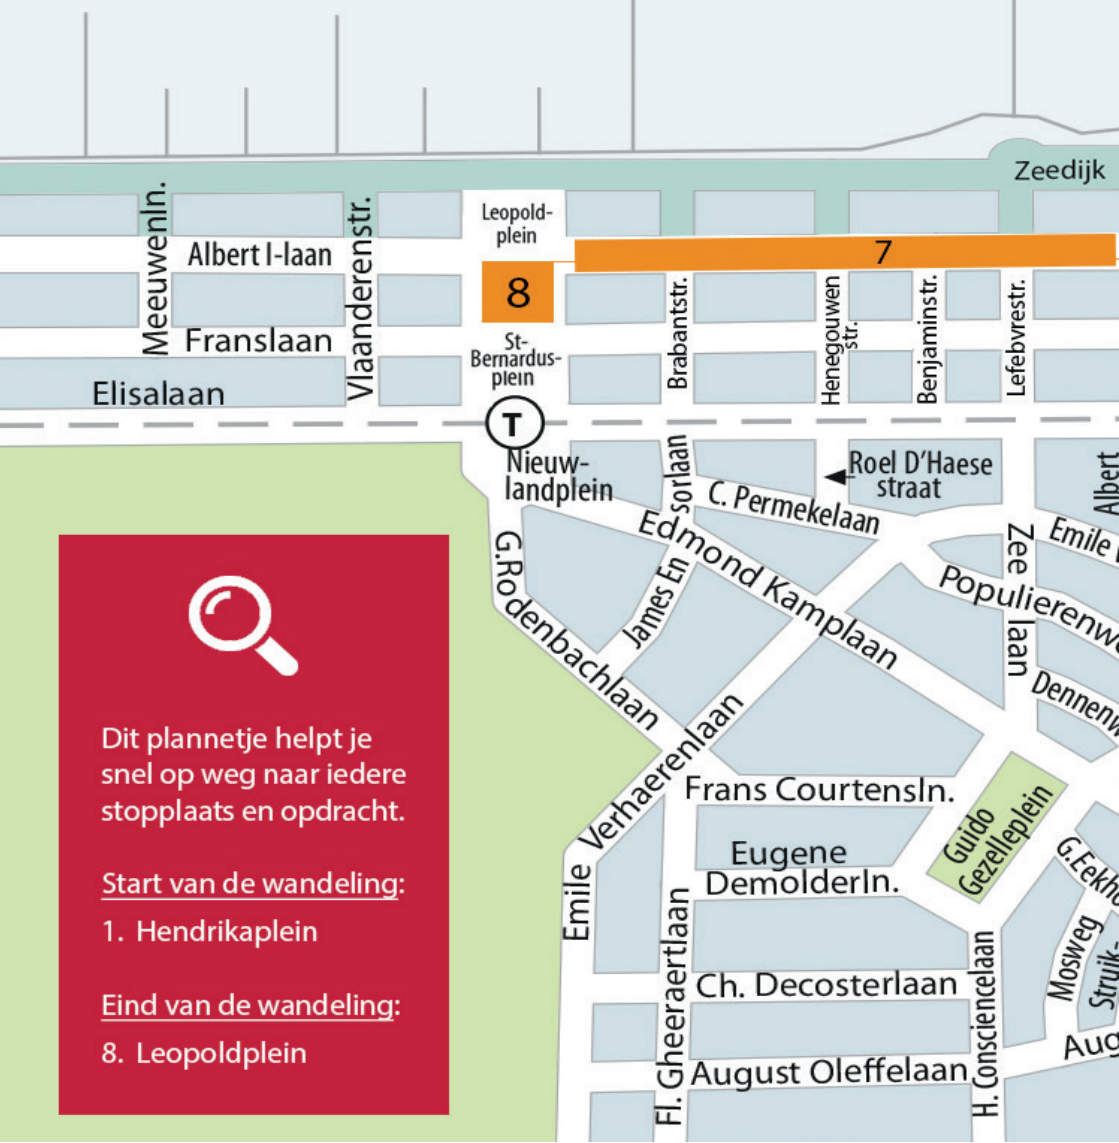 Zeedijk
Leopold-
plein
Meeuwenln.
Albert I-laan
Vlaanderenstr.
7
8
Franslaan
St-
Bernardus-
plein
Brabantstr.
Henegouwen
str.
Benjaminstr.
Lefebvrestr.
Elisalaan
T
Nieuw-
landplein
James En
sorlaan
C. Permekelaan
Roel D'Haese
straat
Albert
Emile
Edmond Kamplaan
G.Rodenbachlaan
Zee
laan
Populierenw
Dennenw
Emile Verhaerenlaan
Frans Courtensln.
Guido
Gezelleplein
Eugene
Demolderln.
G.Eekho
Mosweg
Struik-
Fl. Gheeraertlaan
Ch. Decosterlaan
H. Consciencelaan
August Oleffelaan
Aug
Dit plannetje helpt je
snel op weg naar iedere
stopplaats en opdracht.
Start van de wandeling:
1. Hendrikaplein
Eind van de wandeling:
8. Leopoldplein